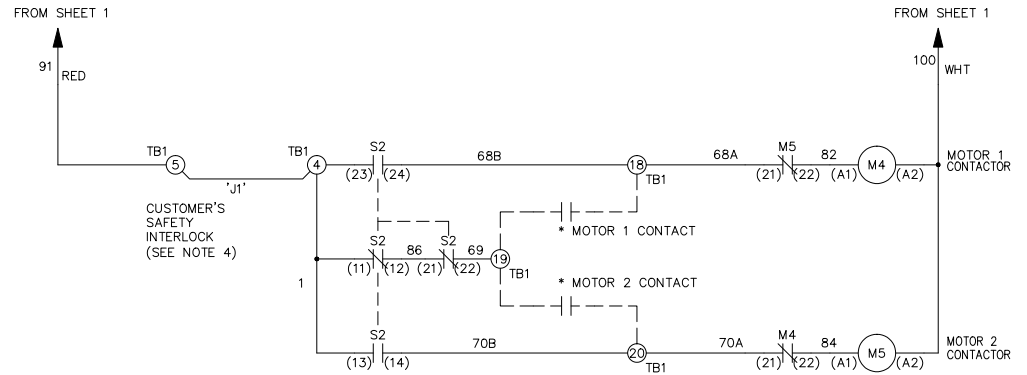 FROM SHEET 1
FROM SHEET 1
91
RED
100
WHT
TB1
5
'J1'
TB1
4
S2
(23)
(24)
68B
18
TB1
68A
M5
(21)
(22)
82
(A1)
M4
(A2)
MOTOR 1
CONTACTOR
CUSTOMER'S
SAFETY
INTERLOCK
(SEE NOTE 4)
* MOTOR 1 CONTACT
1
S2
(11)
(12)
86
S2
(21)
(22)
69
19
TB1
* MOTOR 2 CONTACT
S2
(13)
(14)
70B
20
TB1
70A
M4
(21)
(22)
84
(A1)
M5
(A2)
MOTOR 2
CONTACTOR